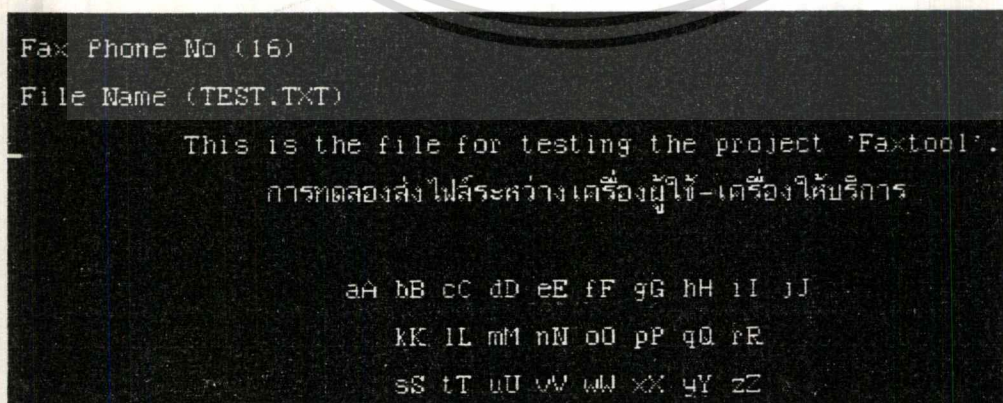 Fax Phone No (16)
File Name (TEST.TXT)
This is the file for testing the project 'Faxtool'.
การทดลองส่งไฟล์ระหว่างเครื่องผู้ใช้-เครื่องให้บริการ
aA bB cC dD eE fF gG hH iI jJ
kK lL mM nN oO pP qQ rR
sS tT uU vV wW xX yY zZ